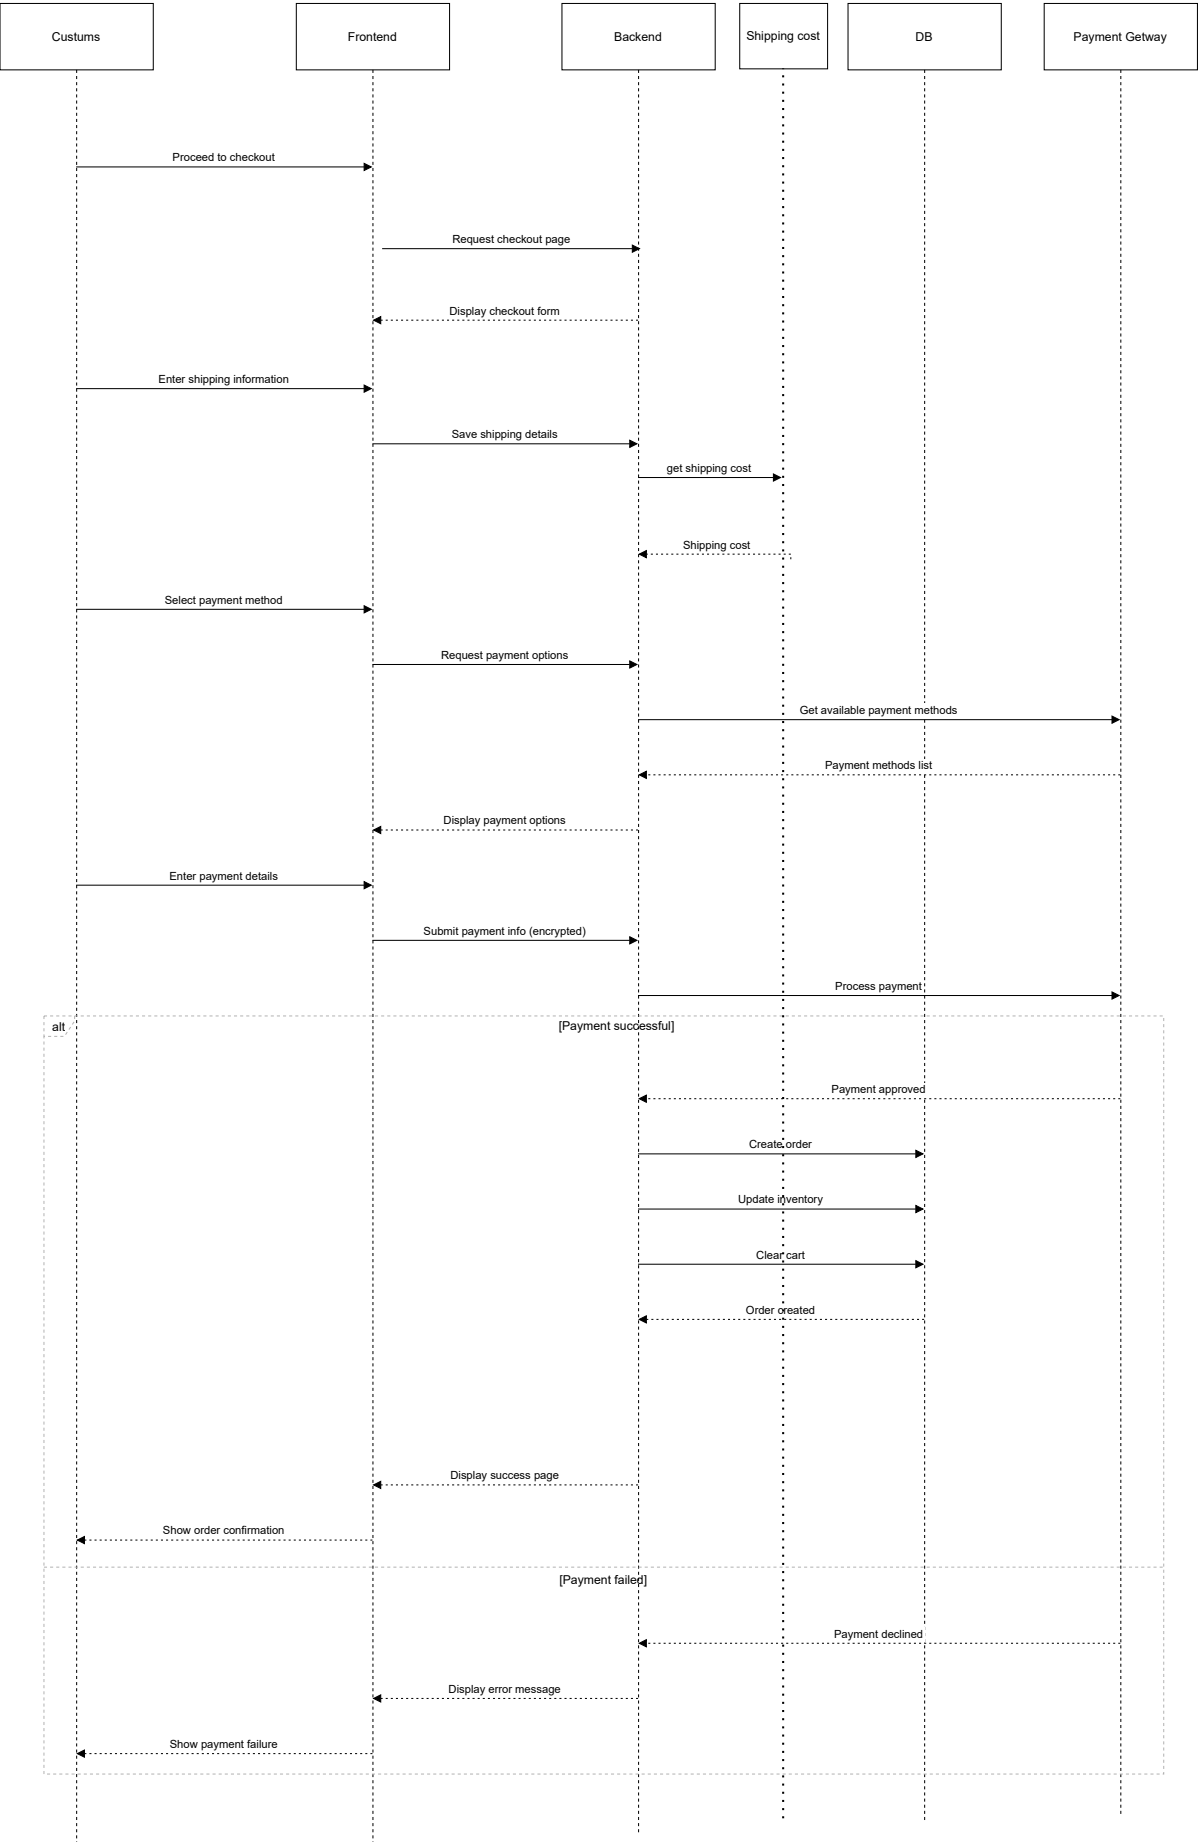 Custums
Frontend
Backend
Shipping cost
DB
Payment Getway
Proceed to checkout
Request checkout page
Display checkout form
Enter shipping information
Save shipping details
get shipping cost
Shipping cost
Select payment method
Request payment options
Get available payment methods
Payment methods list
Display payment options
Enter payment details
Submit payment info (encrypted)
Process payment
alt
[Payment successful]
Payment approved
Create order
Update inventory
Clear cart
Order created
Display success page
Show order confirmation
[Payment failed]
Payment declined
Display error message
Show payment failure